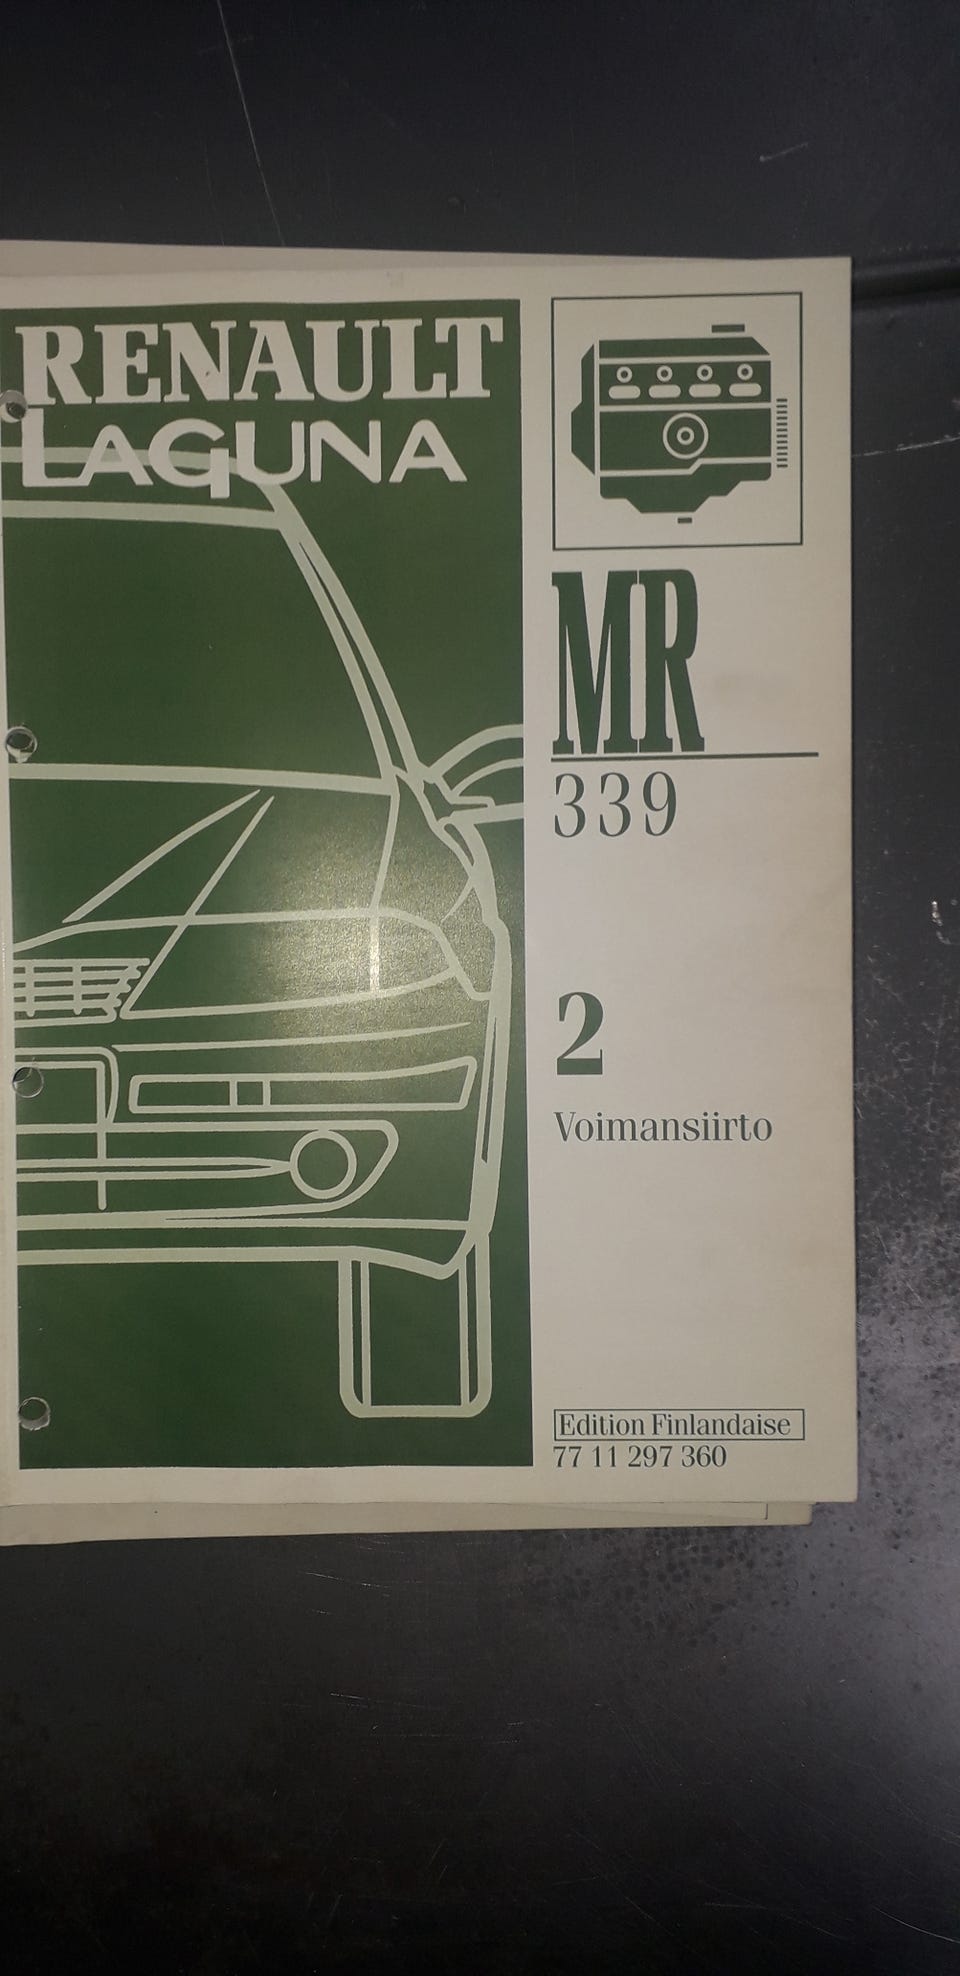 RENAULT
LAGUNA
MR
339
2
Voimansiirto
Edition Finlandaise
77 11 297 360